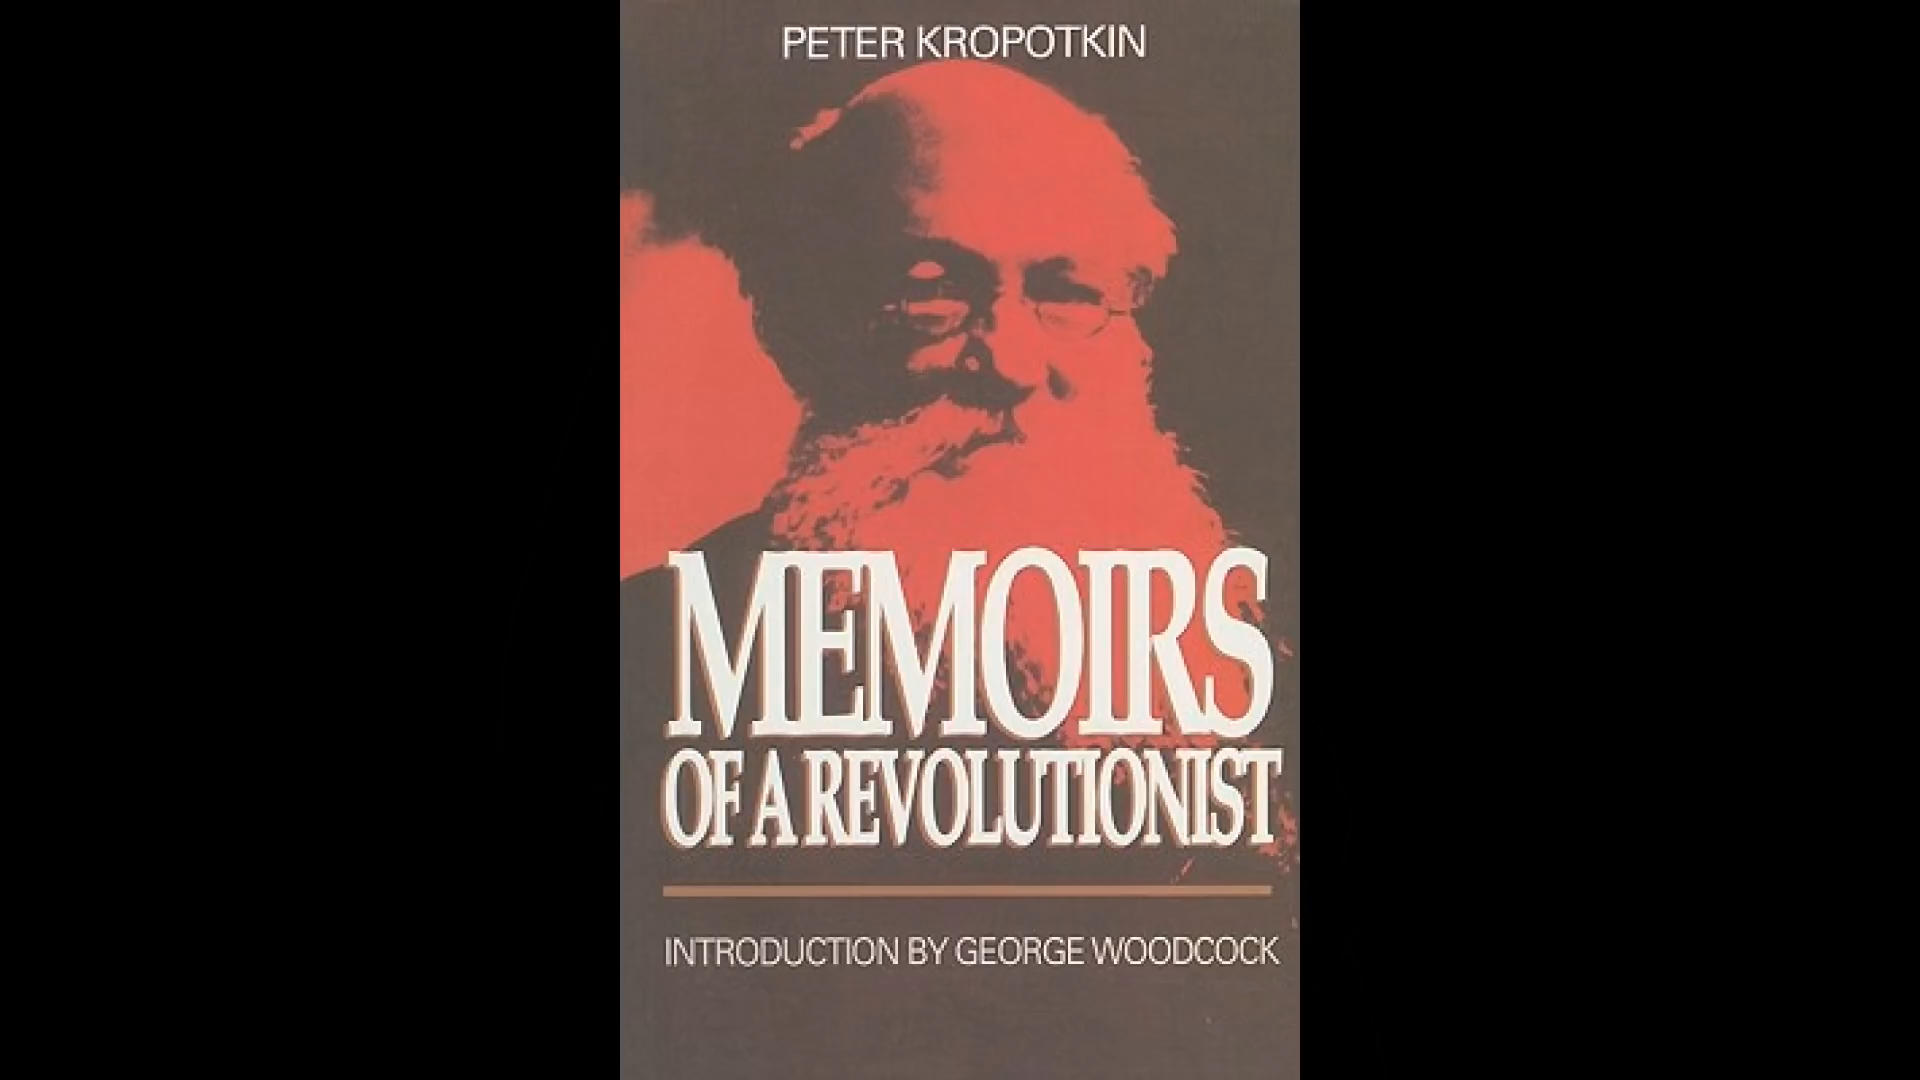 PETER KROPOTKIN
MEMOIRS
OF A REVOLUTIONIST
INTRODUCTION BY GEORGE WOODCOCK